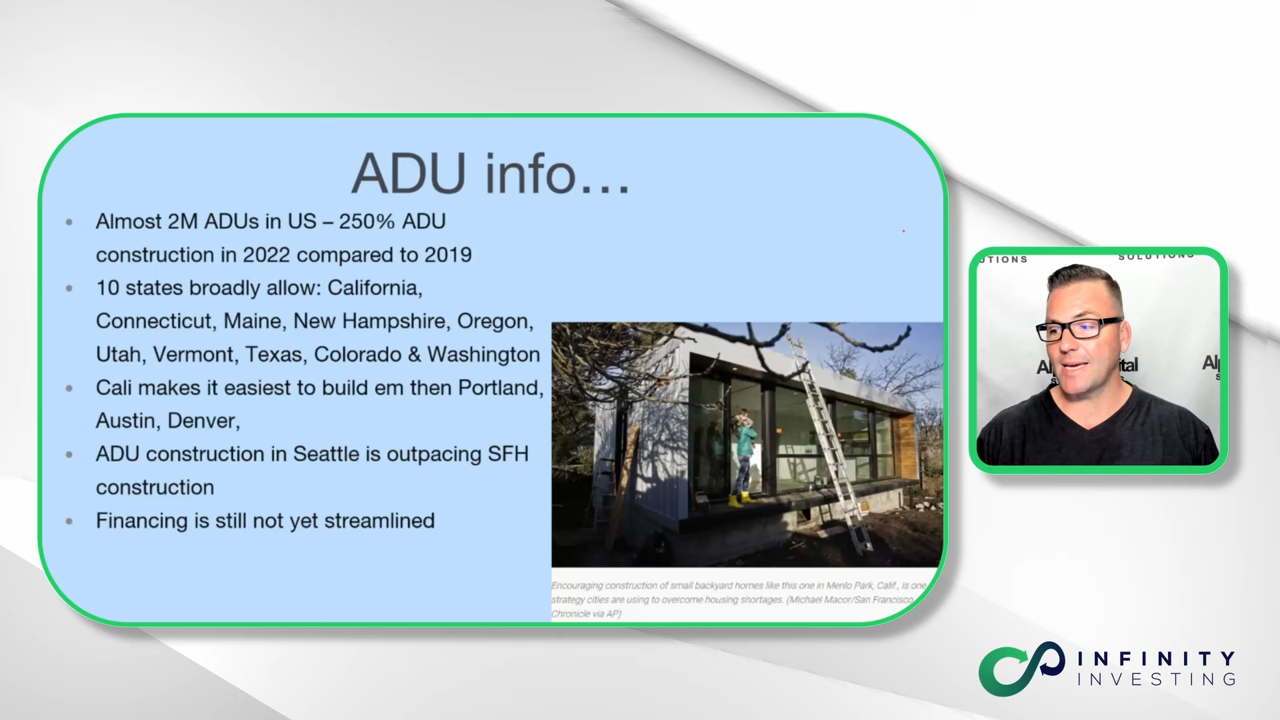 ADU info…
• Almost 2M ADUs in US – 250% ADU
construction in 2022 compared to 2019
• 10 states broadly allow: California,
Connecticut, Maine, New Hampshire, Oregon,
Utah, Vermont, Texas, Colorado & Washington
• Cali makes it easiest to build em then Portland,
Austin, Denver,
• ADU construction in Seattle is outpacing SFH
construction
• Financing is still not yet streamlined
Encouraging construction of small backyard homes like this one in Menlo Park, Calif., is one
strategy cities are using to overcome housing shortages. (Michael Macor/San Francisco
Chronicle via AP)
UTIONS
SOLUTIONS
Al
ital
Alp
S
S
INFINITY
INVESTING